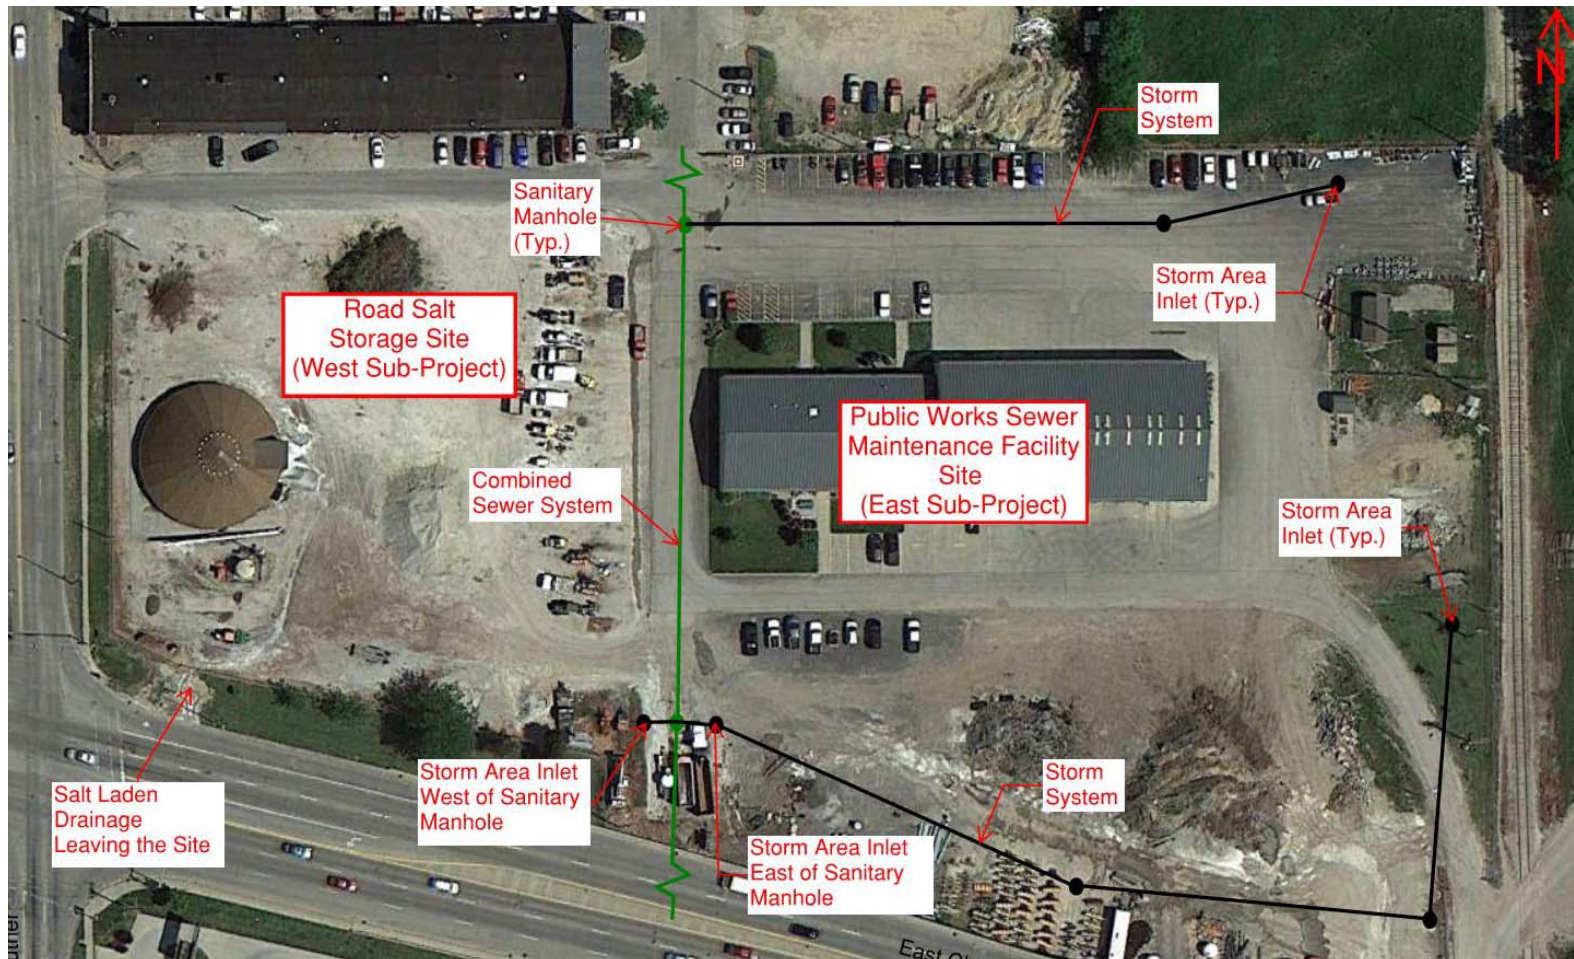 N
Storm
System
Sanitary
Manhole
(Typ.)
Storm Area
Inlet (Typ.)
Road Salt
Storage Site
(West Sub-Project)
Public Works Sewer
Maintenance Facility
Site
(East Sub-Project)
Combined
Sewer System
Storm Area
Inlet (Typ.)
Storm Area Inlet
West of Sanitary
Manhole
Storm
System
Salt Laden
Drainage
Leaving the Site
Storm Area Inlet
East of Sanitary
Manhole
East